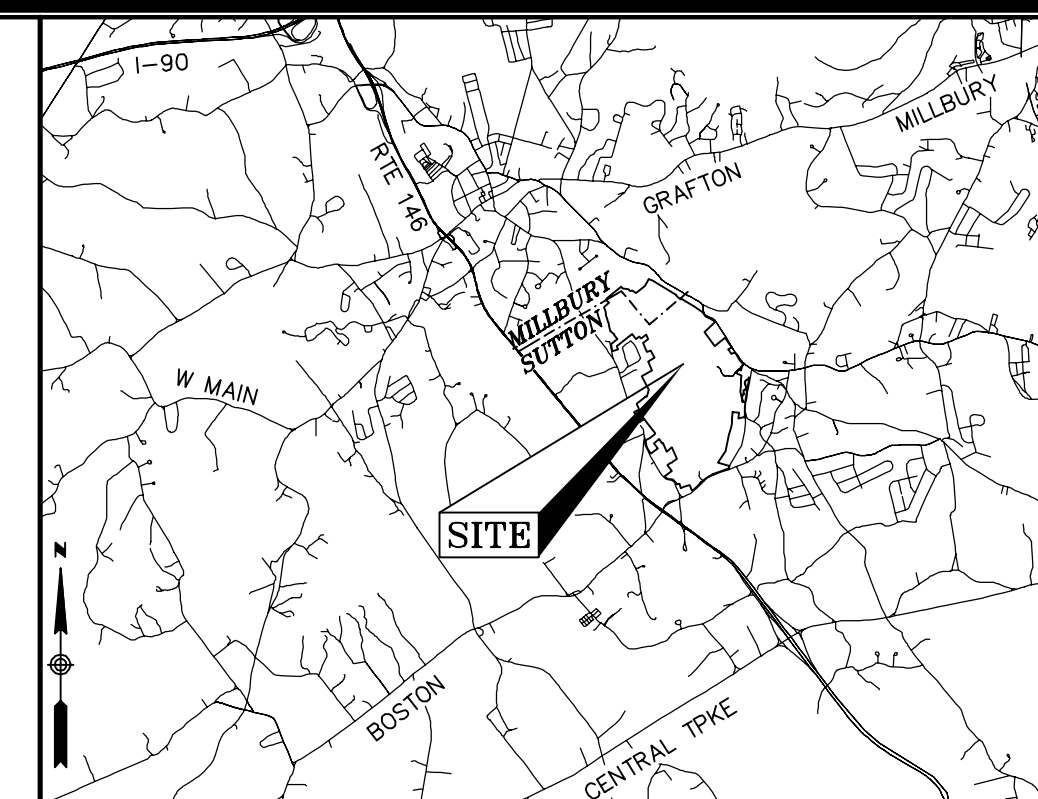 I-90
MILLBURY
RTE 146
GRAFTON
MILLBURY
SUTTON
W MAIN
SITE
N
BOSTON
CENTRAL TPKE